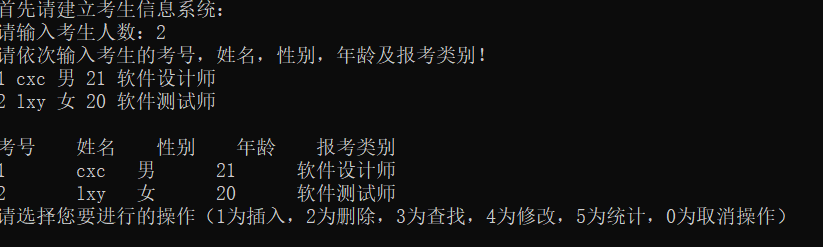 首先请建立考生信息系统：
请输入考生人数：2
请依次输入考生的考号，姓名，性别，年龄及报考类别！
1 cxc 男 21 软件设计师
2 lxy 女 20 软件测试师
考号 姓名 性别 年龄 报考类别
1 cxc 男 21 软件设计师
2 lxy 女 20 软件测试师
请选择您要进行的操作（1为插入，2为删除，3为查找，4为修改，5为统计，0为取消操作）